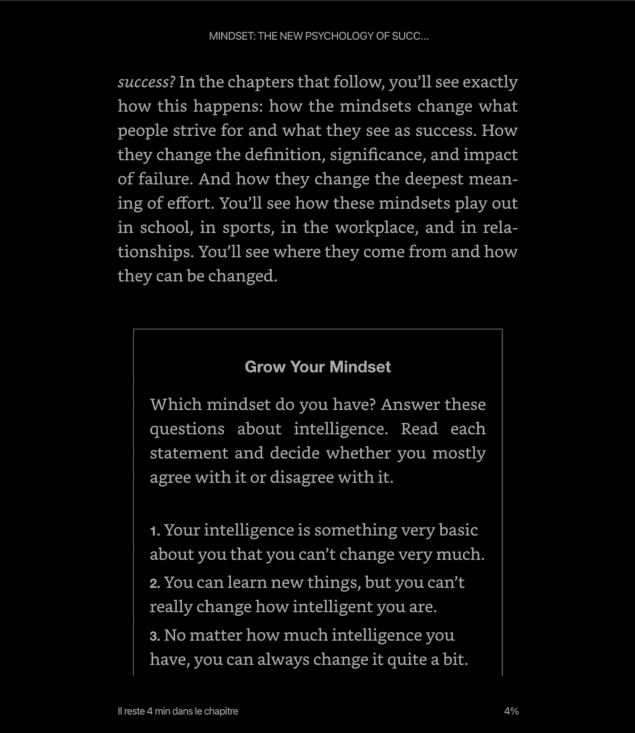 MINDSET: THE NEW PSYCHOLOGY OF SUCC...
success? In the chapters that follow, you’ll see exactly
how this happens: how the mindsets change what
people strive for and what they see as success. How
they change the definition, significance, and impact
of failure. And how they change the deepest mean-
ing of effort. You’ll see how these mindsets play out
in school, in sports, in the workplace, and in rela-
tionships. You’ll see where they come from and how
they can be changed.
Grow Your Mindset
Which mindset do you have? Answer these
questions about intelligence. Read each
statement and decide whether you mostly
agree with it or disagree with it.
1. Your intelligence is something very basic
about you that you can’t change very much.
2. You can learn new things, but you can’t
really change how intelligent you are.
3. No matter how much intelligence you
have, you can always change it quite a bit.
Il reste 4 min dans le chapitre
4%